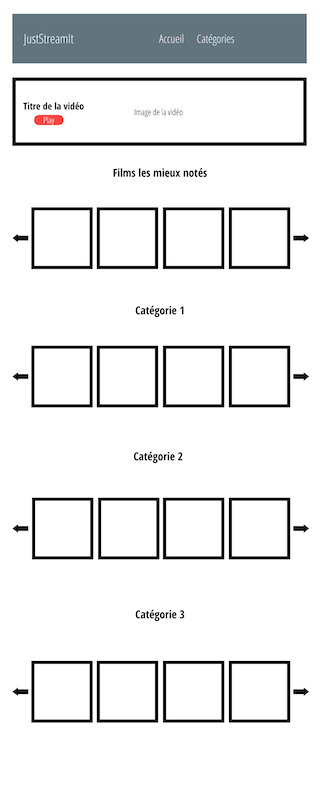 JustStreamIt Accueil Catégories
Titre de la vidéo
Image de la vidéo
Play
Films les mieux notés
Catégorie 1
Catégorie 2
Catégorie 3